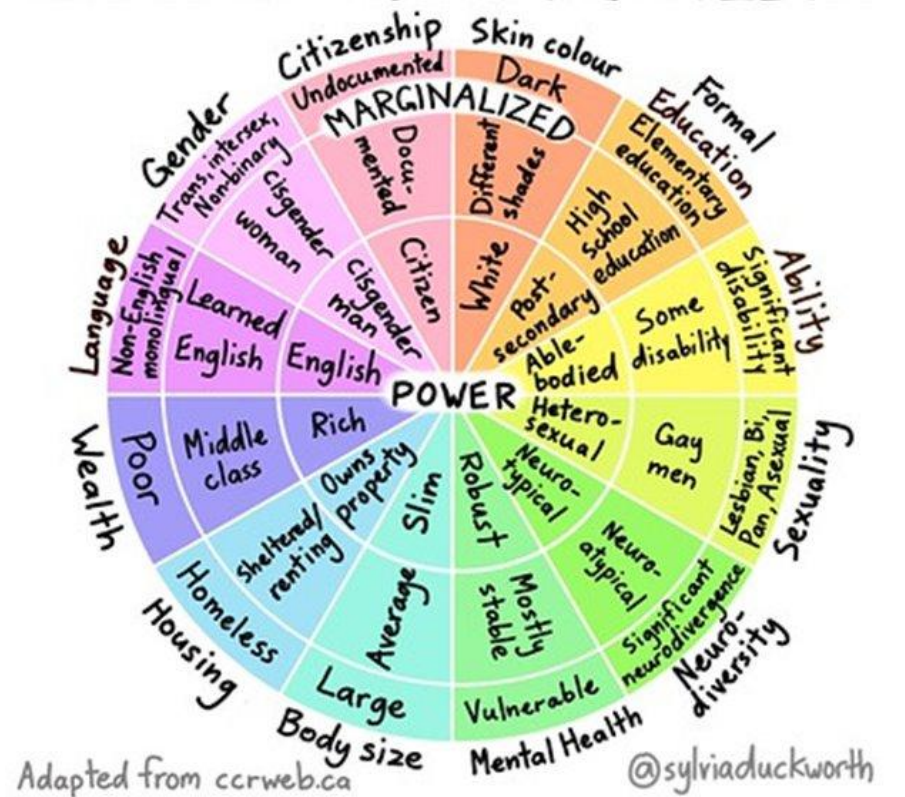 Citizenship
Undocumented
Docu-
mented
Citizen
Skin colour
Dark
Different
shades
White
Formal
Education
Elementary
education
High
School
education
Post-
secondary
Ability
Significant
disability
Some
disability
Able-
bodied
Sexuality
Lesbian, Bi,
Pan, Asexual
Gay
men
Hetero-
sexual
Neuro-
diversity
Significant
neurodivergence
Neuro-
atypical
Neuro-
typical
Mental Health
Vulnerable
Mostly
stable
Robust
Body size
Large
Average
Slim
Housing
Homeless
Sheltered/
renting
Owns
property
Wealth
Poor
Middle
class
Rich
Language
Non-English
monolingual
Learned
English
English
Gender
Trans, intersex,
Non-binary
cisgender
woman
cisgender
man
MARGINALIZED
POWER
Adapted from ccrweb.ca
@sylviaduckworth